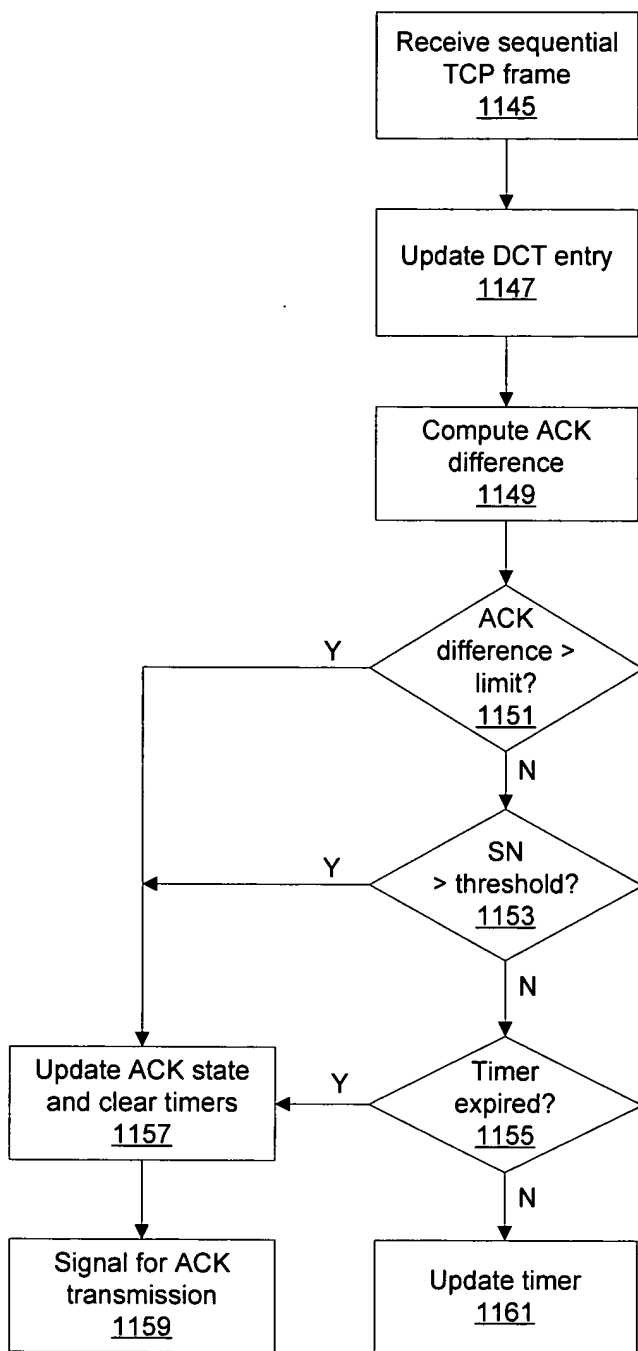 Receive sequential
TCP frame
1145
Update DCT entry
1147
Compute ACK
difference
1149
ACK
difference >
limit?
1151
Y
N
SN
> threshold?
1153
Y
N
Timer
expired?
1155
Y
N
Update ACK state
and clear timers
1157
Signal for ACK
transmission
1159
Update timer
1161